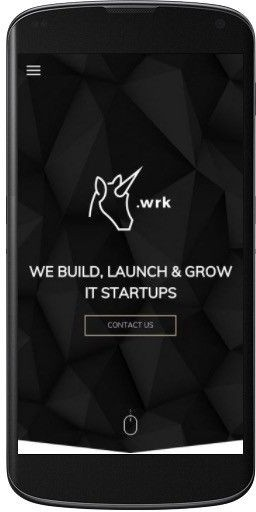 .wrk
WE BUILD, LAUNCH & GROW
IT STARTUPS
CONTACT US